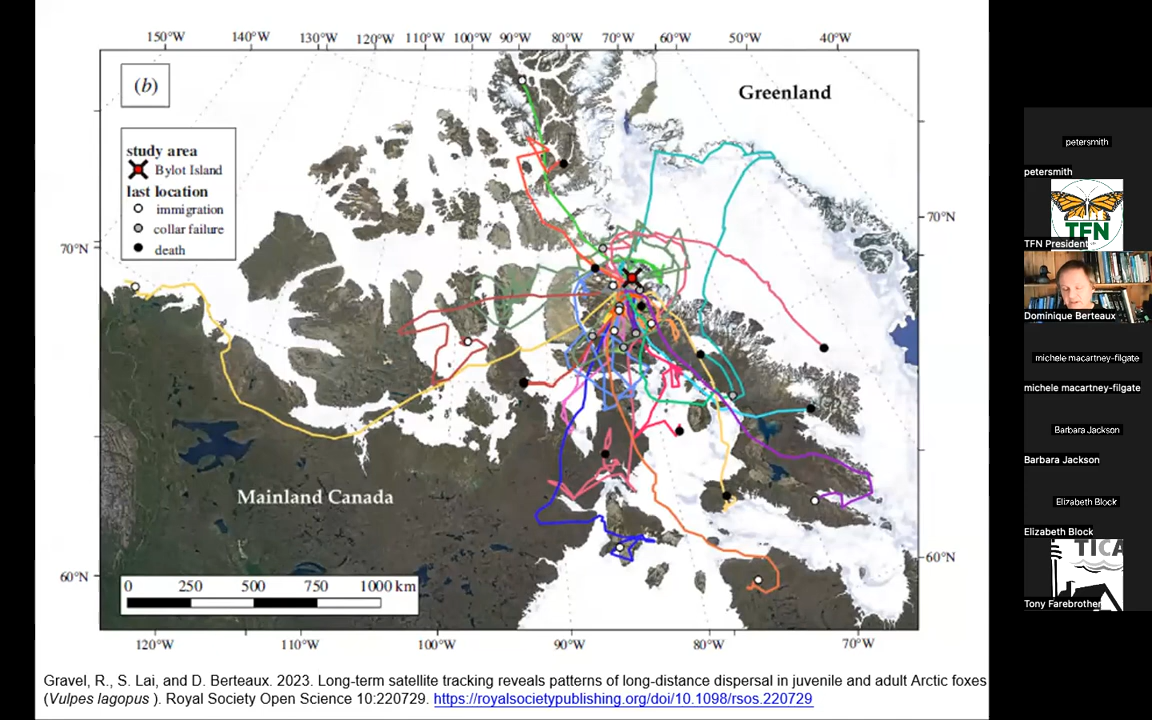 150°W 140°W 130°W 120°W 110°W 100°W 90°W 80°W 70°W 60°W 50°W 40°W
(b)
Greenland
study area
Bylot Island
last location
immigration
collar failure
death
70°N
70°N
Mainland Canada
60°N
60°N
0 250 500 750 1000 km
120°W 110°W 100°W 90°W 80°W 70°W
Gravel, R., S. Lai, and D. Berteaux. 2023. Long-term satellite tracking reveals patterns of long-distance dispersal in juvenile and adult Arctic foxes
(Vulpes lagopus ). Royal Society Open Science 10:220729. https://royalsocietypublishing.org/doi/10.1098/rsos.220729
petersmith
petersmith
TFN
TFN President
Dominique Berteaux
michele macartney-filgate
michele macartney-filgate
Barbara Jackson
Barbara Jackson
Elizabeth Block
Elizabeth Block
TICA
Tony Farebrother